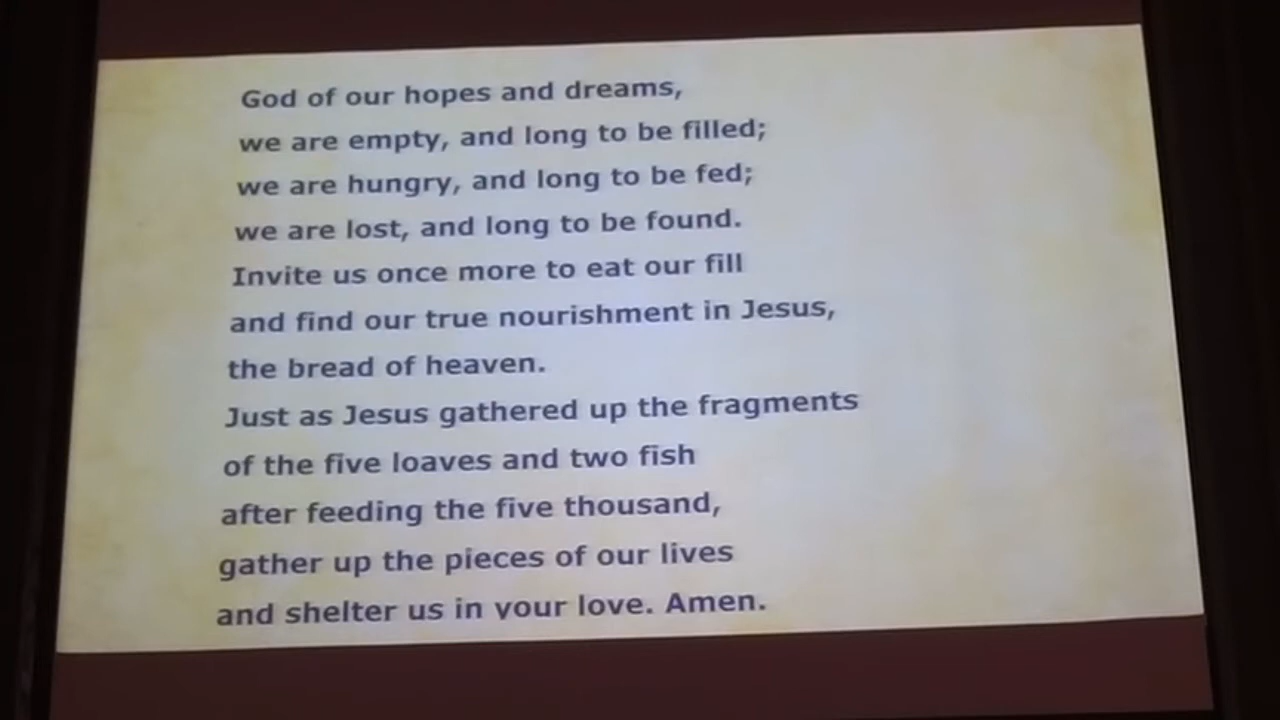 God of our hopes and dreams,
we are empty, and long to be filled;
we are hungry, and long to be fed;
we are lost, and long to be found.
Invite us once more to eat our fill
and find our true nourishment in Jesus,
the bread of heaven.
Just as Jesus gathered up the fragments
of the five loaves and two fish
after feeding the five thousand,
gather up the pieces of our lives
and shelter us in your love. Amen.